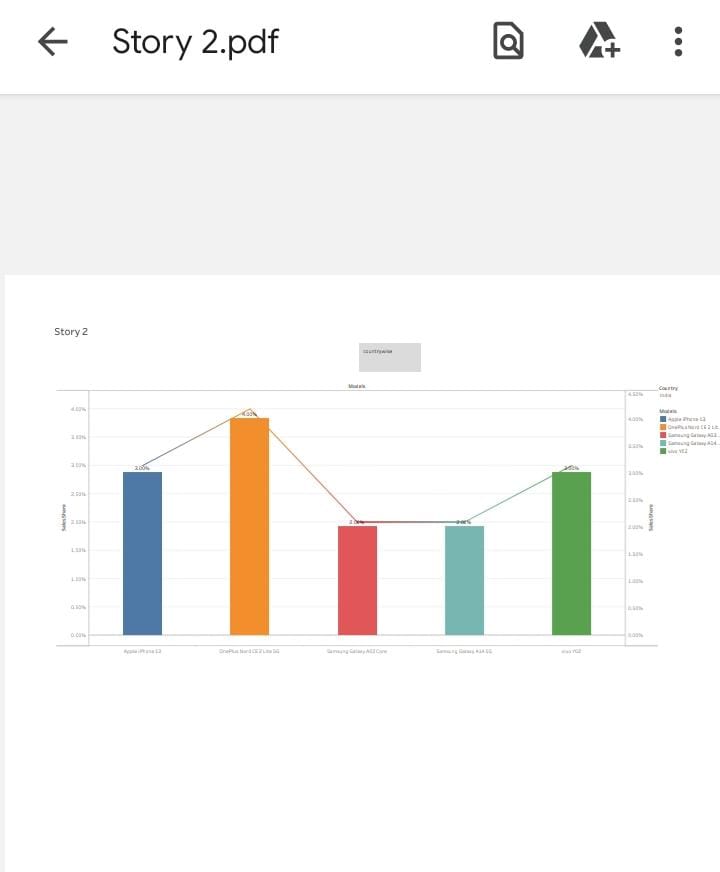 Story 2.pdf
Story 2
countrywise
Models
Country
India
Models
Apple iPhone 13
OnePlus Nord CE 3 Lit..
Samsung Galaxy A03 ..
Samsung Galaxy A14 ..
vivo Y02
4.00%
3.50%
3.00%
2.50%
2.00%
1.50%
1.00%
0.50%
0.00%
Sales Share
3.00%
4.00%
2.00%
2.00%
3.00%
4.50%
4.00%
3.50%
3.00%
2.50%
2.00%
1.50%
1.00%
0.50%
0.00%
Sales Share
Apple iPhone 13
OnePlus Nord CE 3 Lite 5G
Samsung Galaxy A03 Core
Samsung Galaxy A14 5G
vivo Y02